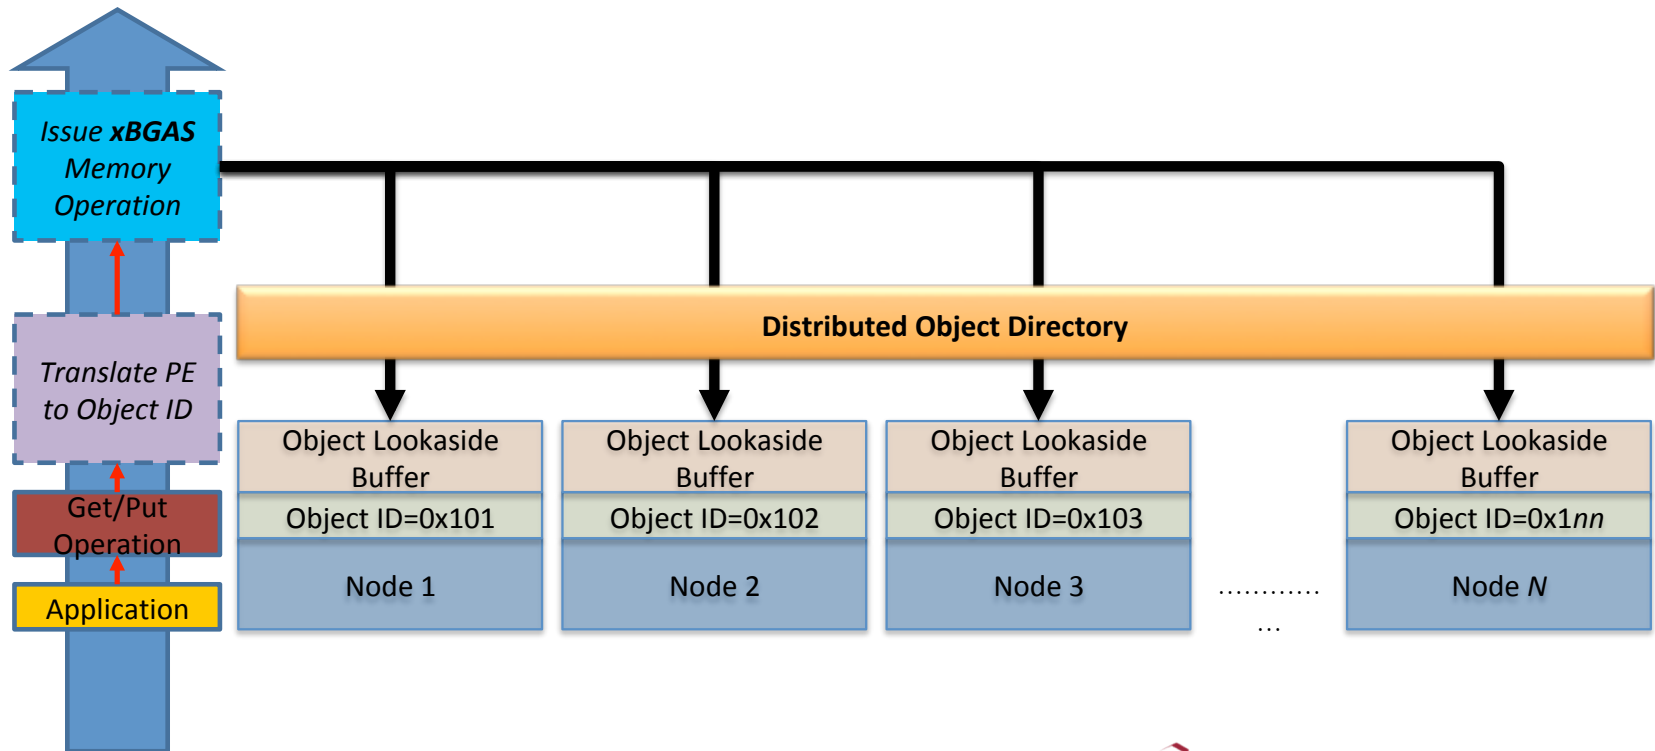 Issue xBGAS
Memory
Operation
Distributed Object Directory
Translate PE
to Object ID
Object Lookaside
Buffer
Object Lookaside
Buffer
Object Lookaside
Buffer
Object Lookaside
Buffer
Get/Put
Operation
Object ID=0x101
Object ID=0x102
Object ID=0x103
Object ID=0x1nn
Application
Node 1
Node 2
Node 3
............
...
Node N